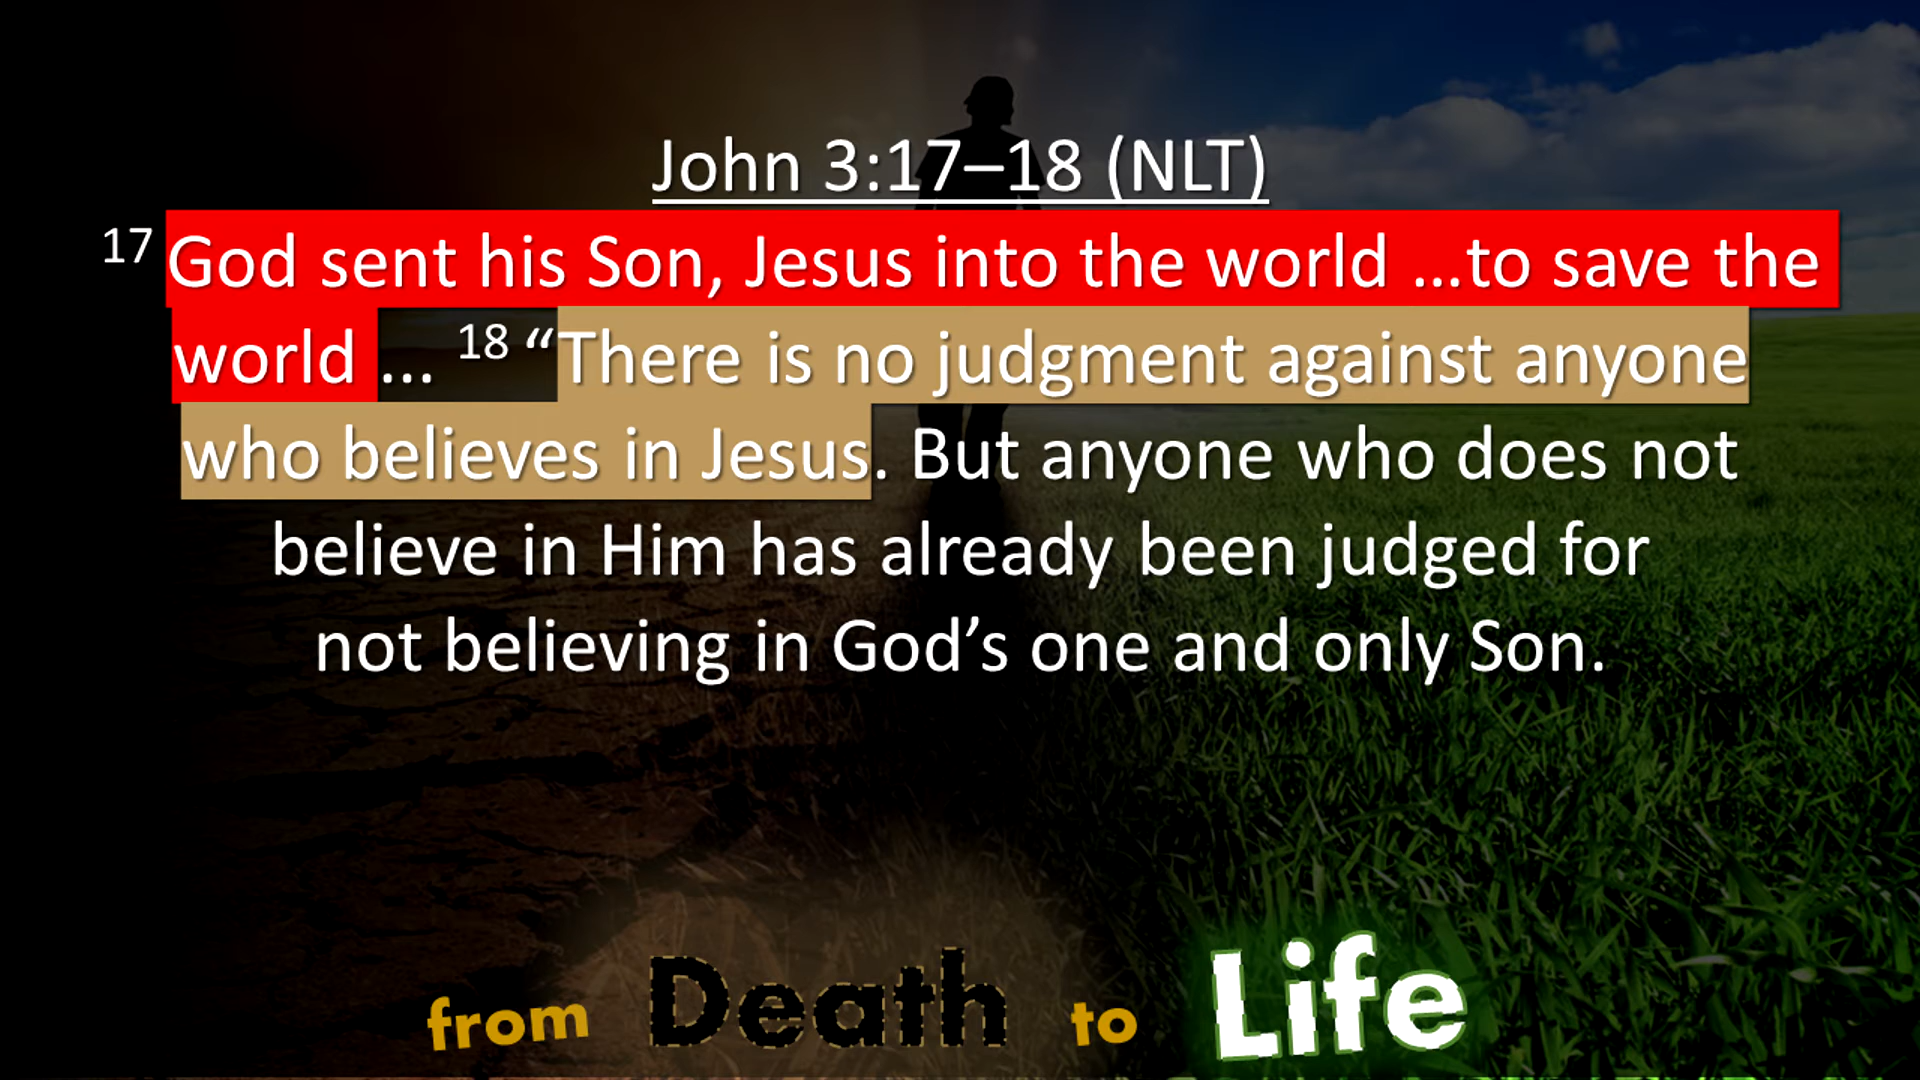 John 3:17–18 (NLT)
17 God sent his Son, Jesus into the world ...to save the
world ... 18 “There is no judgment against anyone
who believes in Jesus. But anyone who does not
believe in Him has already been judged for
not believing in God’s one and only Son.
from Death to Life